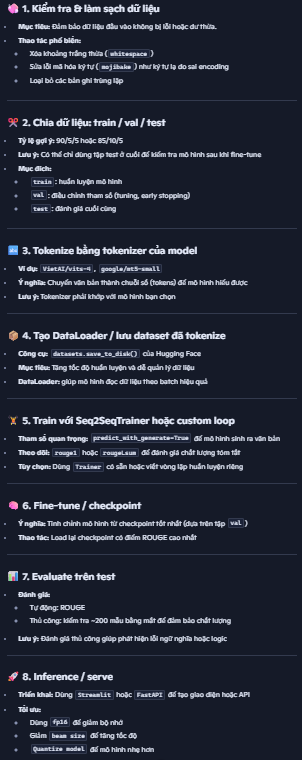 🧠 1. Kiểm tra & làm sạch dữ liệu
• Mục tiêu: Đảm bảo dữ liệu đầu vào không bị lỗi hoặc dư thừa.
• Thao tác phổ biến:
◦ Xóa khoảng trắng thừa ( whitespace )
◦ Sửa lỗi mã hóa ký tự ( mojibake ) như ký tự lạ do sai encoding
◦ Loại bỏ các bản ghi trùng lặp
✂️ 2. Chia dữ liệu: train / val / test
• Tỷ lệ gợi ý: 90/5/5 hoặc 85/10/5
• Lưu ý: Có thể chỉ dùng tập test ở cuối để kiểm tra mô hình sau khi fine-tune
• Mục đích:
◦ train : huấn luyện mô hình
◦ val : điều chỉnh tham số (tuning, early stopping)
◦ test : đánh giá cuối cùng
🔤 3. Tokenize bằng tokenizer của model
• Ví dụ: VietAI/vits-4 , google/mt5-small
• Ý nghĩa: Chuyển văn bản thành chuỗi số (tokens) để mô hình hiểu được
• Lưu ý: Tokenizer phải khớp với mô hình bạn chọn
📦 4. Tạo DataLoader / lưu dataset đã tokenize
• Công cụ: datasets.save_to_disk() của Hugging Face
• Mục tiêu: Tăng tốc độ huấn luyện và dễ quản lý dữ liệu
• DataLoader: giúp mô hình đọc dữ liệu theo batch hiệu quả
🏋️ 5. Train với Seq2SeqTrainer hoặc custom loop
• Tham số quan trọng: predict_with_generate=True để mô hình sinh ra văn bản
• Theo dõi: rouge1 hoặc rougeLsum để đánh giá chất lượng tóm tắt
• Tùy chọn: Dùng Trainer có sẵn hoặc viết vòng lặp huấn luyện riêng
🧠 6. Fine-tune / checkpoint
• Ý nghĩa: Tinh chỉnh mô hình từ checkpoint tốt nhất (dựa trên tập val )
• Thao tác: Load lại checkpoint có điểm ROUGE cao nhất
📊 7. Evaluate trên test
• Đánh giá:
◦ Tự động: ROUGE
◦ Thủ công: kiểm tra ~200 mẫu bằng mắt để đảm bảo chất lượng
• Lưu ý: Đánh giá thủ công giúp phát hiện lỗi ngữ nghĩa hoặc logic
🚀 8. Inference / serve
• Triển khai: Dùng Streamlit hoặc FastAPI để tạo giao diện hoặc API
• Tối ưu:
◦ Dùng fp16 để giảm bộ nhớ
◦ Giảm beam size để tăng tốc độ
◦ Quantize model để mô hình nhẹ hơn